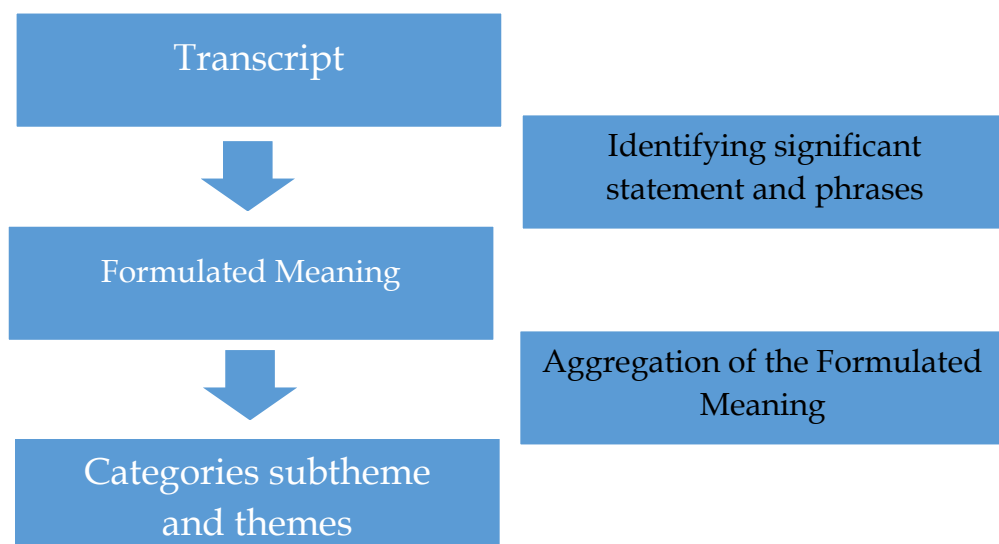 Transcript
Identifying significant
statement and phrases
Formulated Meaning
Aggregation of the Formulated
Meaning
Categories subtheme
and themes